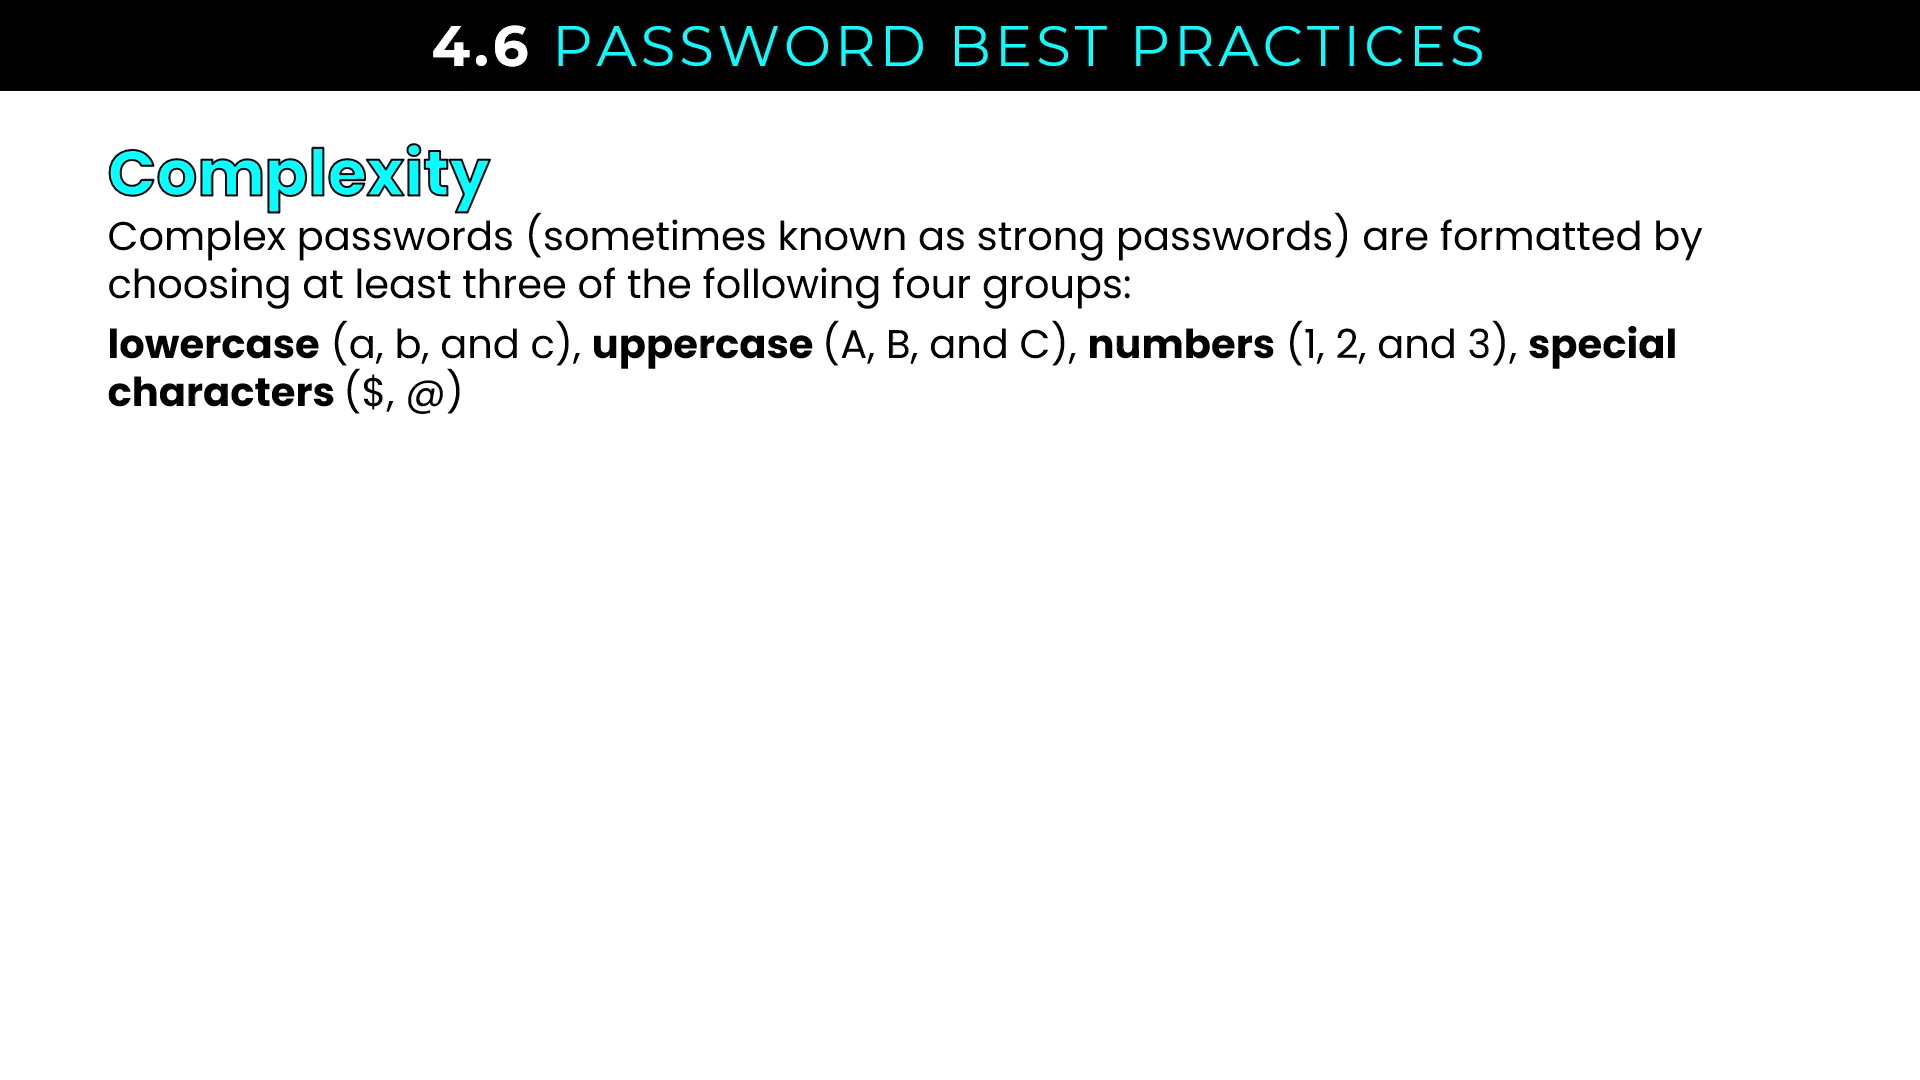 4.6 PASSWORD BEST PRACTICES
Complexity
Complex passwords (sometimes known as strong passwords) are formatted by
choosing at least three of the following four groups:
lowercase (a, b, and c), uppercase (A, B, and C), numbers (1, 2, and 3), special
characters ($, @)